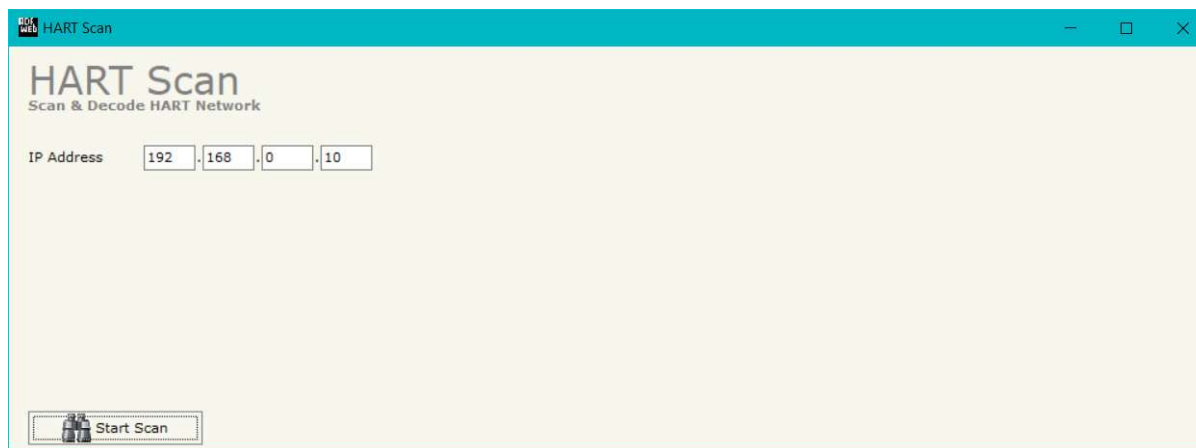 HART Scan
HART Scan
Scan & Decode HART Network
IP Address 192 . 168 . 0 . 10
Start Scan